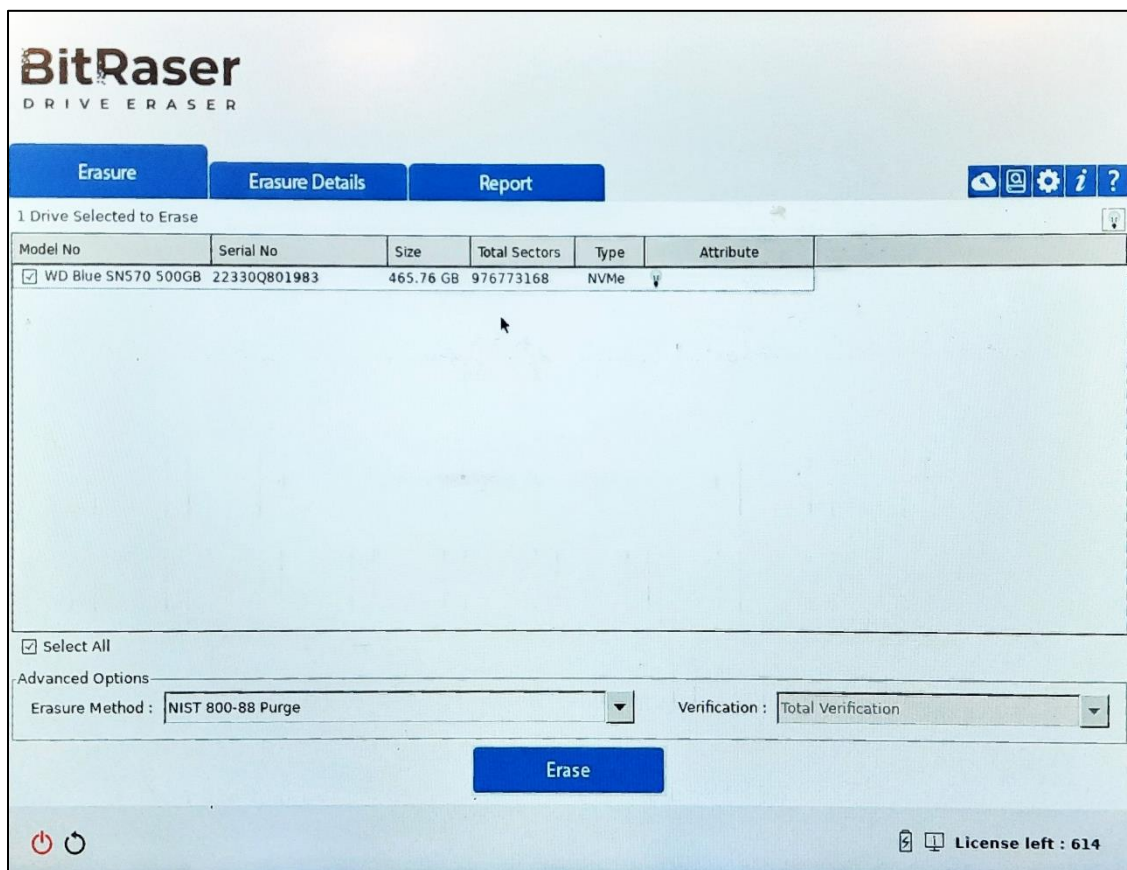 BitRaser
DRIVE ERASER
Erasure
Erasure Details
Report
i ?
1 Drive Selected to Erase
Model No Serial No Size Total Sectors Type Attribute
WD Blue SN570 500GB 22330Q801983 465.76 GB 976773168 NVMe
Select All
Advanced Options
Erasure Method : NIST 800-88 Purge Verification : Total Verification
Erase
License left : 614